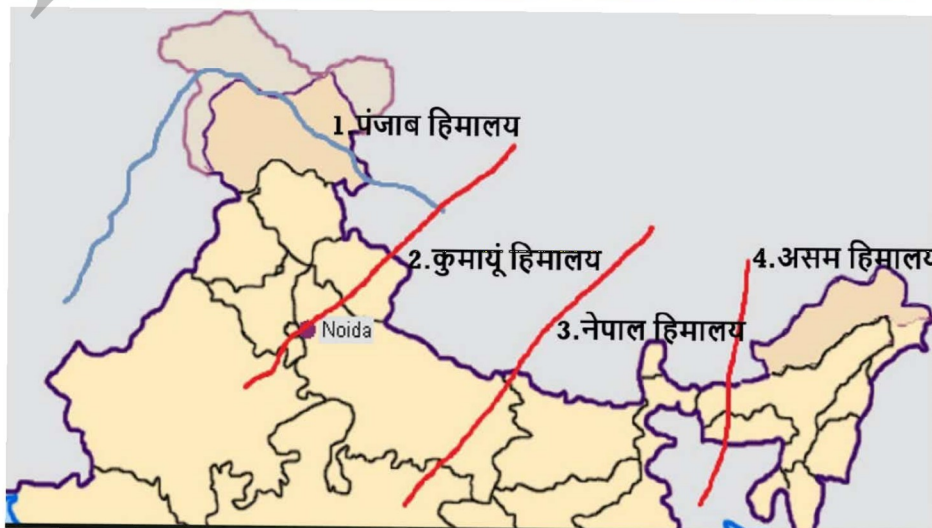 1.पंजाब हिमालय
2.कुमायूं हिमालय
4.असम हिमालय
Noida
3.नेपाल हिमालय